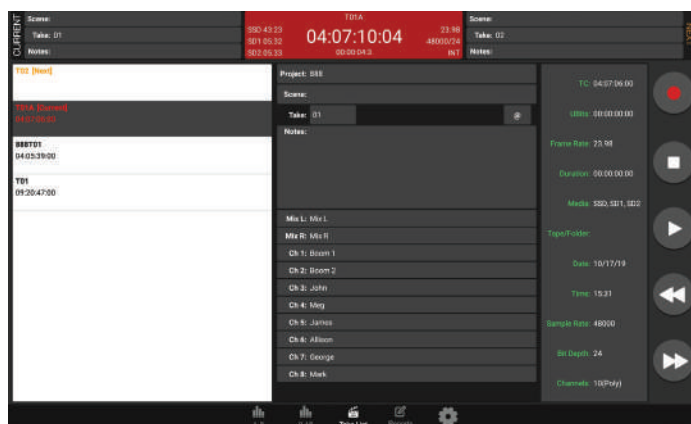 CURRENT
Scene:
Take: 01
Notes:
T01A
SSD 43:23
SD1 05:32
SD2 05:33
04:07:10:04
00:00:04.3
23.98
48000/24
INT
Scene:
Take: 02
Notes:
T02 [Next]
T01A [Current]
888T01
04:05:39:00
T01
09:20:47:00
Project: 888
Scene:
Take: 01
@
Notes:
Mix L: Mix L
Mix R: Mix R
Ch 1: Boom 1
Ch 2: Boom 2
Ch 3: John
Ch 4: Meg
Ch 5: James
Ch 6: Allison
Ch 7: George
Ch 8: Mark
TC: 04:07:06:00
UBits: 00:00:00:00
Frame Rate: 23.98
Duration: 00:00:00:00
Media: SSD, SD1, SD2
Tape/Folder:
Date: 10/17/19
Time: 15:31
Sample Rate: 48000
Bit Depth: 24
Channels: 10(Poly)
Take List
Reports